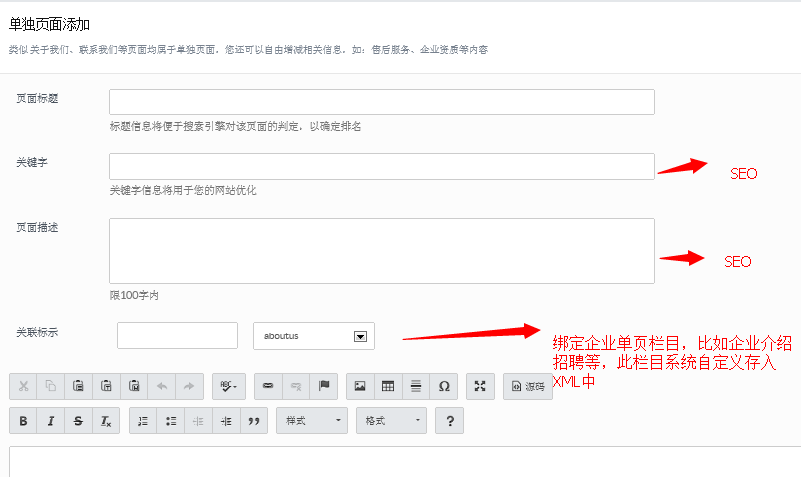 单独页面添加
类似关于我们、联系我们等页面均属于单独页面，您还可以自由增减相关信息，如：售后服务、企业资质等内容
页面标题
标题信息将便于搜索引擎对该页面的判定，以确定排名
关键字
SEO
关键字信息将用于您的网站优化
页面描述
SEO
限100字内
关联标示
aboutus
绑定企业单页栏目，比如企业介绍
招聘等，此栏目系统自定义存入
XML中
ABC
Ω
源码
B I S Tx
样式
格式
?